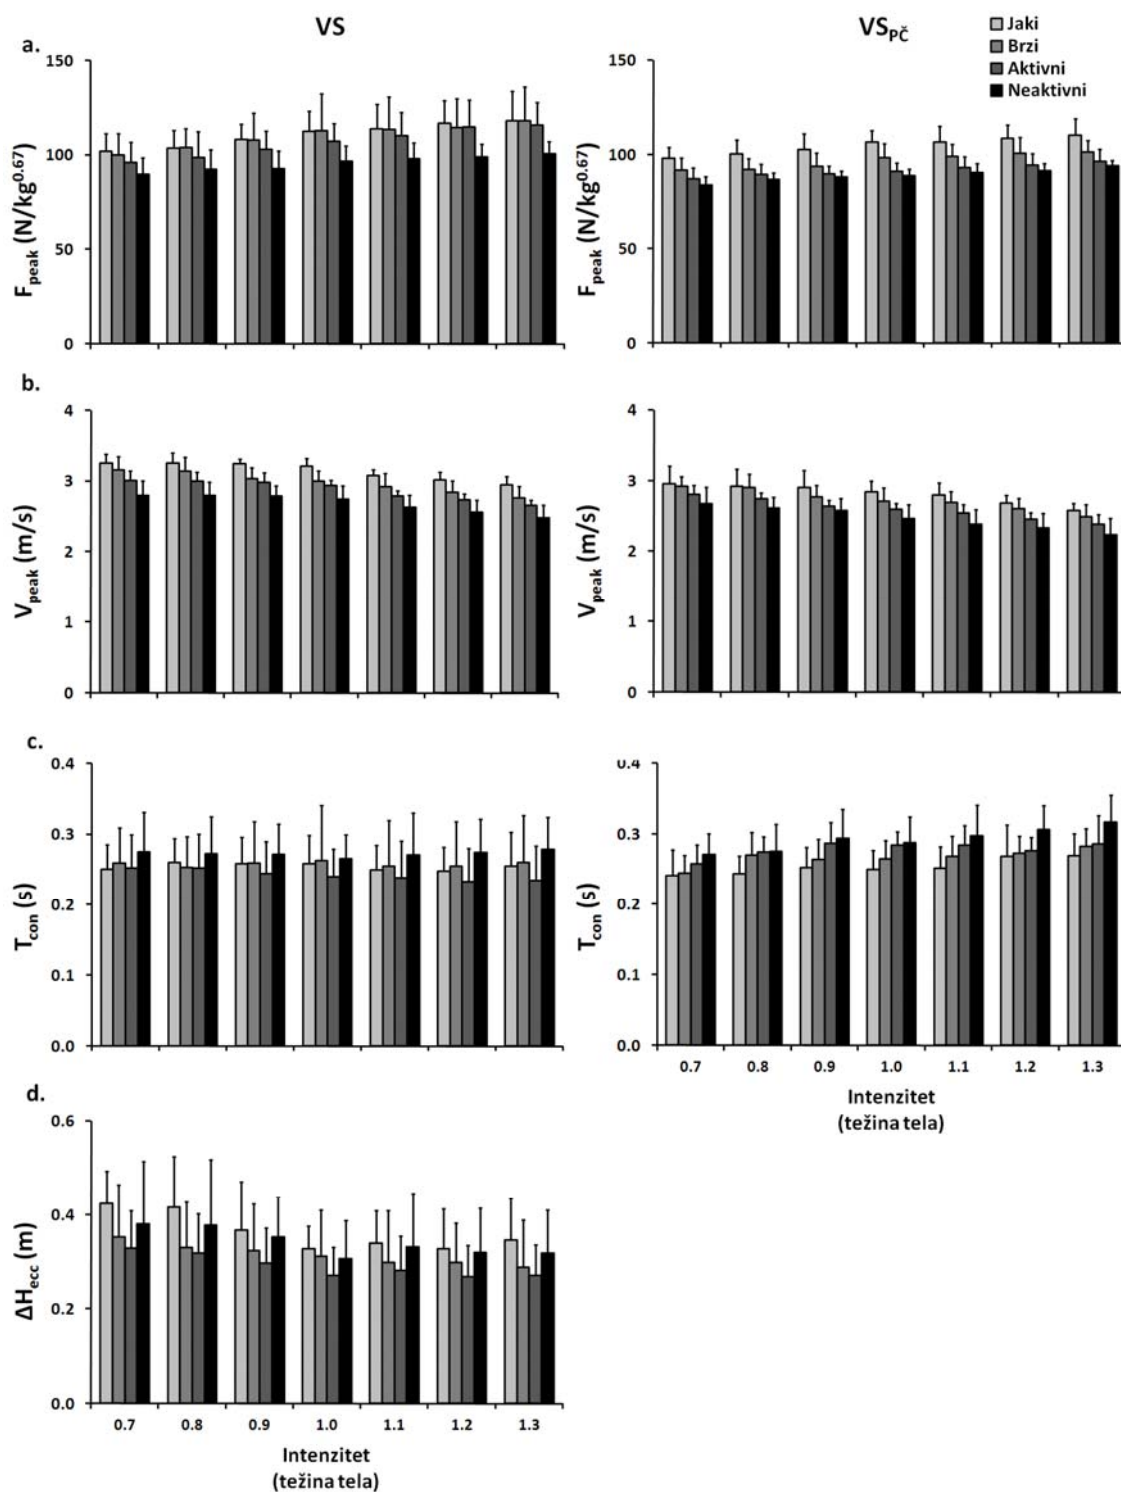 VS
VSPČ
Jaki
Brzi
Aktivni
Neaktivni
a.
150
100
50
0
Fpeak (N/kg0.67)
150
100
50
0
Fpeak (N/kg0.67)
b.
4
3
2
1
0
Vpeak (m/s)
4
3
2
1
0
Vpeak (m/s)
c.
0.4
0.3
0.2
0.1
0.0
Tcon (s)
0.4
0.3
0.2
0.1
0.0
Tcon (s)
0.7 0.8 0.9 1.0 1.1 1.2 1.3
Intenzitet
(težina tela)
d.
0.6
0.4
0.2
0.0
ΔHecc (m)
0.7 0.8 0.9 1.0 1.1 1.2 1.3
Intenzitet
(težina tela)